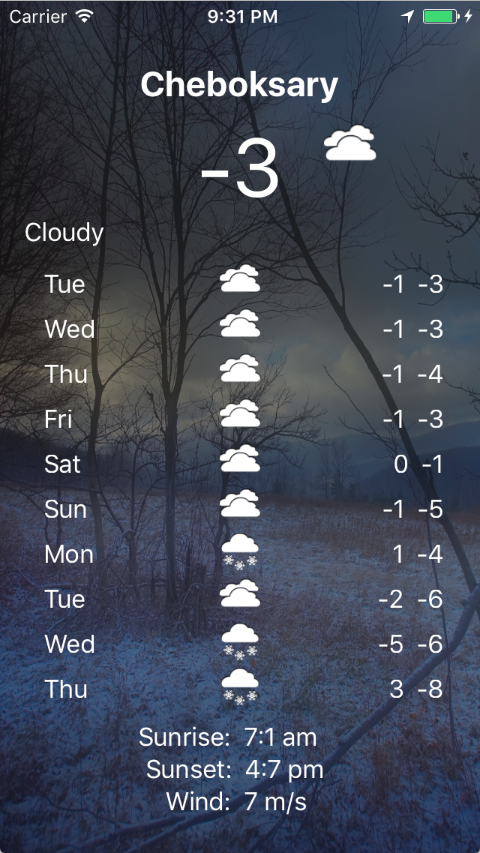 Carrier 9:31 PM
Cheboksary
-3
Cloudy
Tue -1 -3
Wed -1 -3
Thu -1 -4
Fri -1 -3
Sat 0 -1
Sun -1 -5
Mon 1 -4
Tue -2 -6
Wed -5 -6
Thu 3 -8
Sunrise: 7:1 am
Sunset: 4:7 pm
Wind: 7 m/s